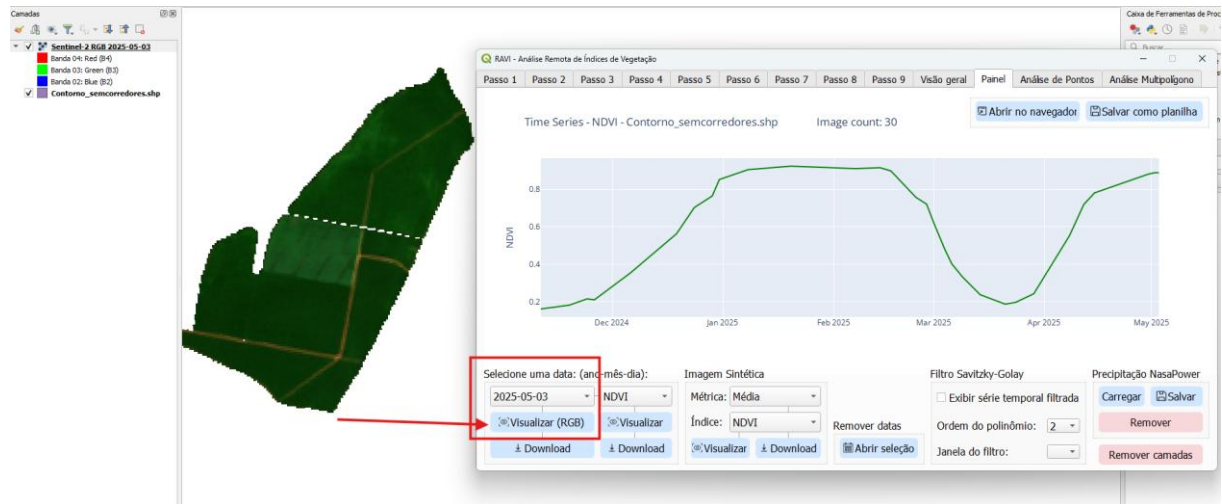 Camadas
Sentinel-2 RGB 2025-05-03
Banda 04: Red (B4)
Banda 03: Green (B3)
Banda 02: Blue (B2)
Contorno_semcorredores.shp
Caixa de Ferramentas de Proc
Buscar...
RAVI - Análise Remota de Índices de Vegetação
Passo 1 Passo 2 Passo 3 Passo 4 Passo 5 Passo 6 Passo 7 Passo 8 Passo 9 Visão geral Painel Análise de Pontos Análise Multipolígono
Abrir no navegador Salvar como planilha
Time Series - NDVI - Contorno_semcorredores.shp Image count: 30
0.8
0.6
NDVI
0.4
0.2
Dec 2024 Jan 2025 Feb 2025 Mar 2025 Apr 2025 May 2025
Selecione uma data: (ano-mês-dia): Imagem Sintética Filtro Savitzky-Golay Precipitação NasaPower
2025-05-03 NDVI Métrica: Média Exibir série temporal filtrada Carregar Salvar
Visualizar (RGB) Visualizar Índice: NDVI Remover datas Ordem do polinômio: 2 Remover
Download Download Visualizar Download Abrir seleção Janela do filtro: Remover camadas